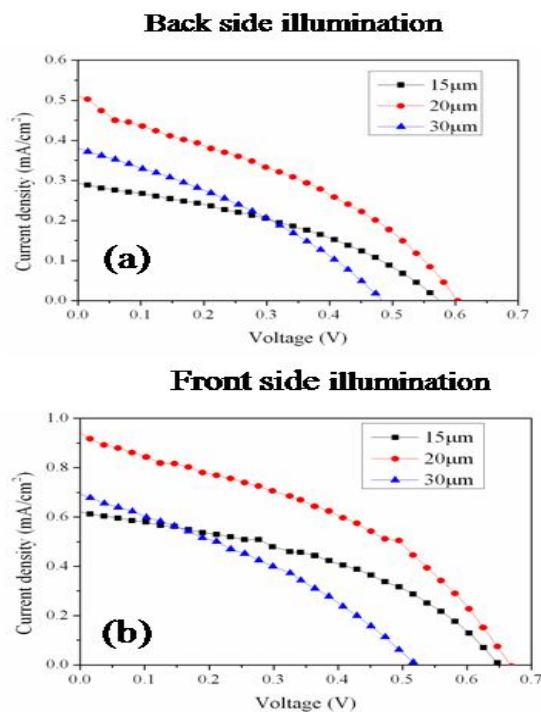 Back side illumination
0.6
0.5
0.4
0.3
0.2
0.1
0.0
Current density (mA/cm²)
15μm
20μm
30μm
(a)
0.0 0.1 0.2 0.3 0.4 0.5 0.6 0.7
Voltage (V)
Front side illumination
1.0
0.8
0.6
0.4
0.2
0.0
Current density (mA/cm²)
15μm
20μm
30μm
(b)
0.0 0.1 0.2 0.3 0.4 0.5 0.6 0.7
Voltage (V)